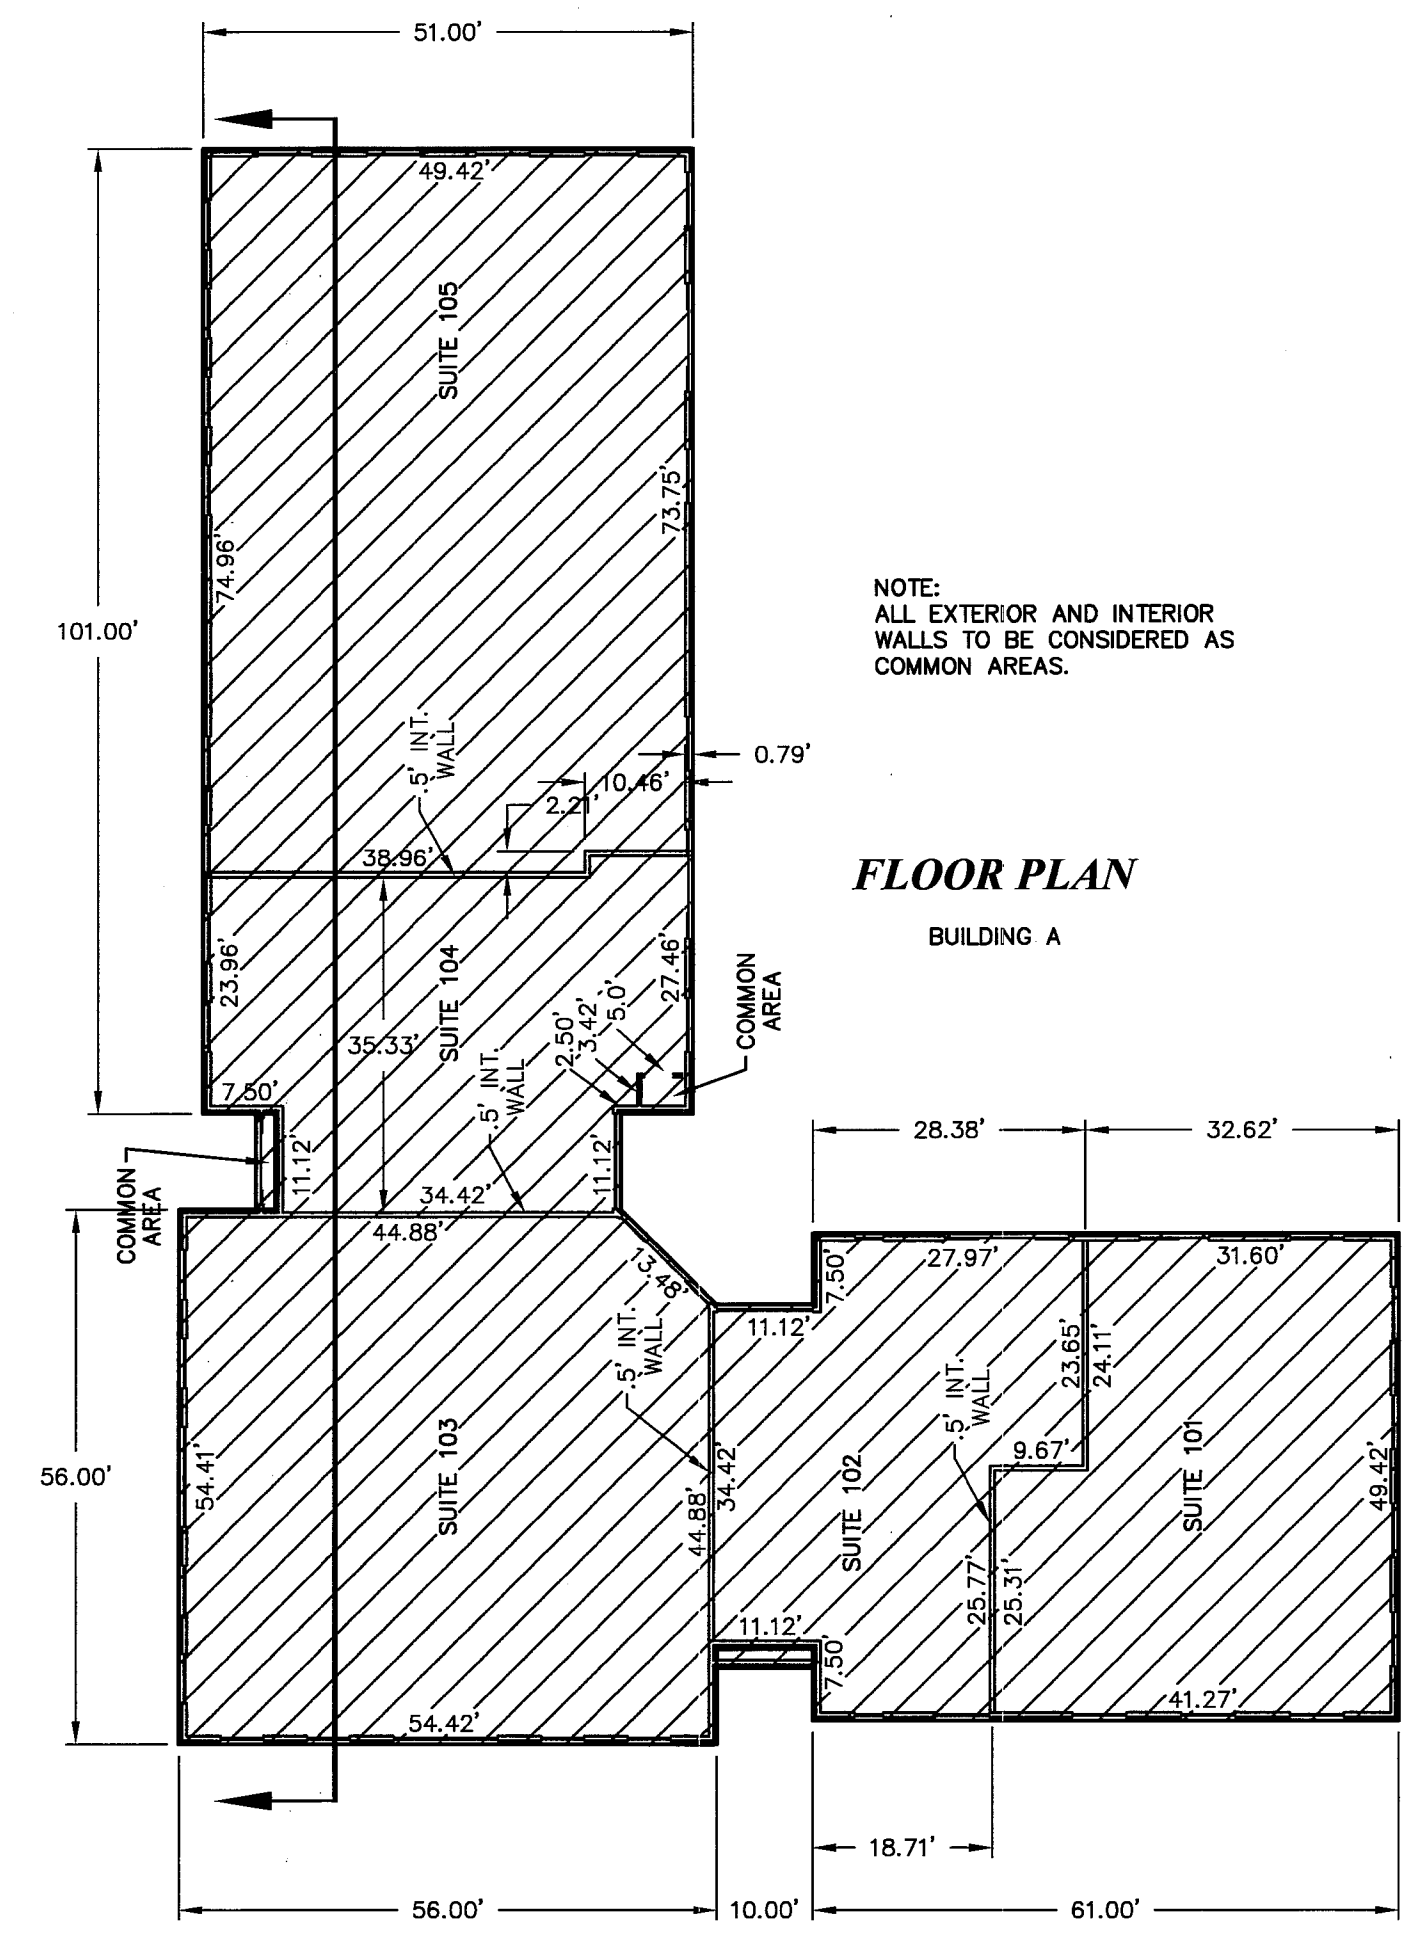 51.00'
49.42'
SUITE 105
101.00'
74.96'
73.75'
NOTE:
ALL EXTERIOR AND INTERIOR
WALLS TO BE CONSIDERED AS
COMMON AREAS.
.5' INT.
WALL
0.79'
10.46'
2.21'
38.96'
FLOOR PLAN
BUILDING A
23.96'
SUITE 104
27.46'
COMMON
AREA
35.33'
2.50'
3.42'
5.0'
.5' INT.
WALL
7.50'
11.12'
11.12'
COMMON
AREA
34.42'
44.88'
28.38'
32.62'
13.48'
7.50'
27.97'
31.60'
11.12'
.5' INT.
WALL
23.65'
24.11'
.5' INT.
WALL
56.00'
54.41'
SUITE 103
44.88'
34.42'
SUITE 102
9.67'
SUITE 101
49.42'
25.77'
25.31'
11.12'
7.50'
54.42'
41.27'
18.71'
56.00'
10.00'
61.00'